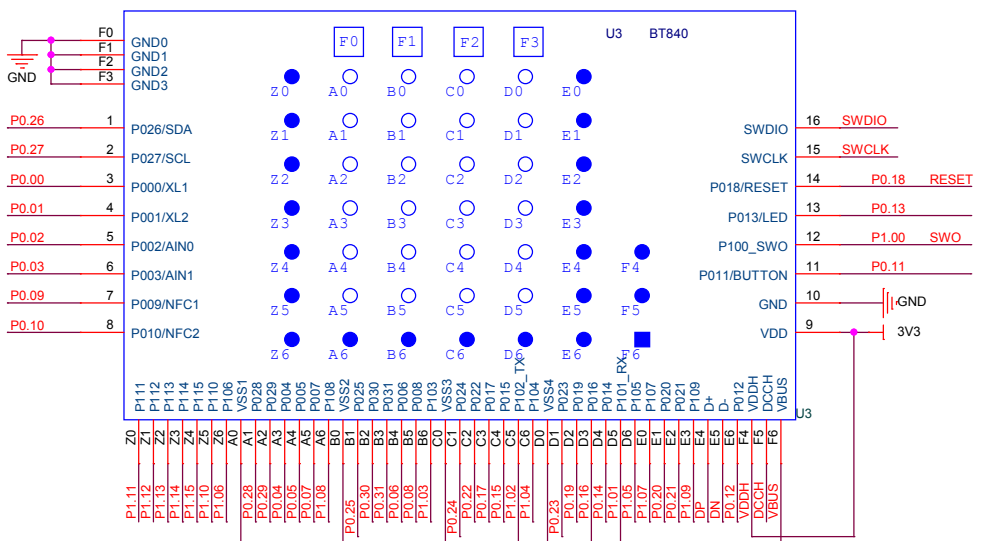 F0 F0 F1 F2 F3 U3 BT840
GND0
F1 GND1
F2 GND2
GND F3 GND3
Z0 A0 B0 C0 D0 E0
P0.26 1 P026/SDA Z1 A1 B1 C1 D1 E1 SWDIO 16 SWDIO
P0.27 2 P027/SCL SWCLK 15 SWCLK
P0.00 3 P000/XL1 Z2 A2 B2 C2 D2 E2 P018/RESET 14 P0.18 RESET
P0.01 4 P001/XL2 Z3 A3 B3 C3 D3 E3 P013/LED 13 P0.13
P0.02 5 P002/AIN0 P100_SWO 12 P1.00 SWO
Z4 A4 B4 C4 D4 E4 F4
P0.03 6 P003/AIN1 P011/BUTTON 11 P0.11
P0.09 7 P009/NFC1 Z5 A5 B5 C5 D5 E5 F5 GND 10 GND
P0.10 8 P010/NFC2 VDD 9 3V3
Z6 A6 B6 C6 D6 E6 F6
P111 P112 P113 P114 P115 P110 P106 VSS1 P028 P029 P004 P005 P007 P108 VSS2 P025 P030 P031 P006 P008 P103 VSS3 P024 P022 P017 P015 P102_TX P104 VSS4 P023 P019 P016 P014 P101_RX P105 P107 P020 P021 P109 D+ D- P012 VDDH DCCH VBUS
U3
Z0 Z1 Z2 Z3 Z4 Z5 Z6 A0 A1 A2 A3 A4 A5 A6 B0 B1 B2 B3 B4 B5 B6 C0 C1 C2 C3 C4 C5 C6 D0 D1 D2 D3 D4 D5 D6 E0 E1 E2 E3 E4 E5 E6 F4 F5 F6
P1.11 P1.12 P1.13 P1.14 P1.15 P1.10 P1.06 P0.28 P0.29 P0.04 P0.05 P0.07 P1.08 P0.25 P0.30 P0.31 P0.06 P0.08 P1.03 P0.24 P0.22 P0.17 P0.15 P1.02 P1.04 P0.23 P0.19 P0.16 P0.14 P1.01 P1.05 P1.07 P0.20 P0.21 P1.09 DP DN P0.12 VDDH DCCH VBUS